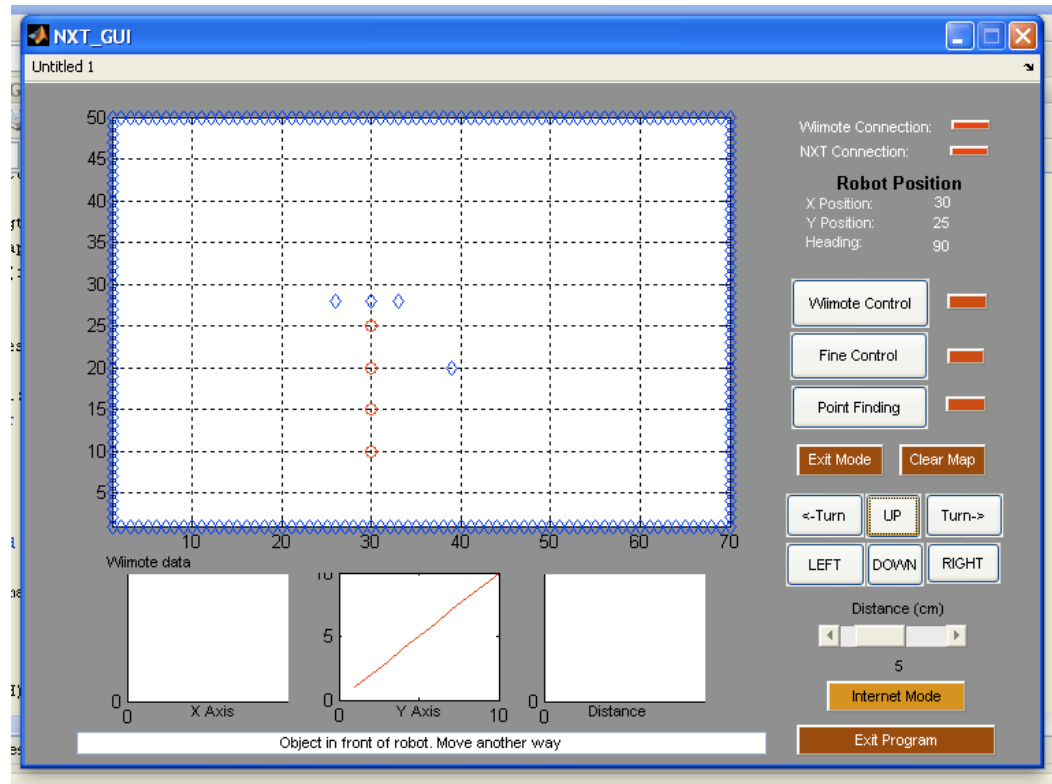 NXT_GUI
Untitled 1
50
45
40
35
30
25
20
15
10
5
10 20 30 40 50 60 70
Wiimote Connection:
NXT Connection:
Robot Position
X Position: 30
Y Position: 25
Heading: 90
Wiimote Control
Fine Control
Point Finding
Exit Mode Clear Map
<-Turn UP Turn->
LEFT DOWN RIGHT
Distance (cm)
5
Internet Mode
Exit Program
Wiimote data
0
0
X Axis
10
5
0
0 10
Y Axis
0
0
Distance
Object in front of robot. Move another way